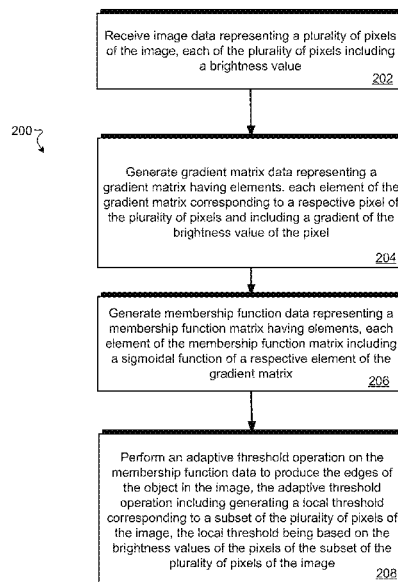 Receive image data representing a plurality of pixels
of the image, each of the plurality of pixels including
a brightness value
202
200
Generate gradient matrix data representing a
gradient matrix having elements. each element of the
gradient matrix corresponding to a respective pixel of
the plurality of pixels and including a gradient of the
brightness value of the pixel
204
Generate membership function data representing a
membership function matrix having elements, each
element of the membership function matrix including
a sigmoidal function of a respective element of the
gradient matrix
206
Perform an adaptive threshold operation on the
membership function data to produce the edges of
the object in the image, the adaptive threshold
operation including generating a local threshold
corresponding to a subset of the plurality of pixels of
the image, the local threshold being based on the
brightness values of the pixels of the subset of the
plurality of pixels of the image
208